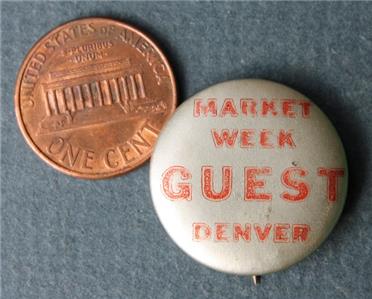 UNITED STATES OF AMERICA
E·PLURIBUS
UNUM
ONE CENT
MARKET
WEEK
GUEST
DENVER